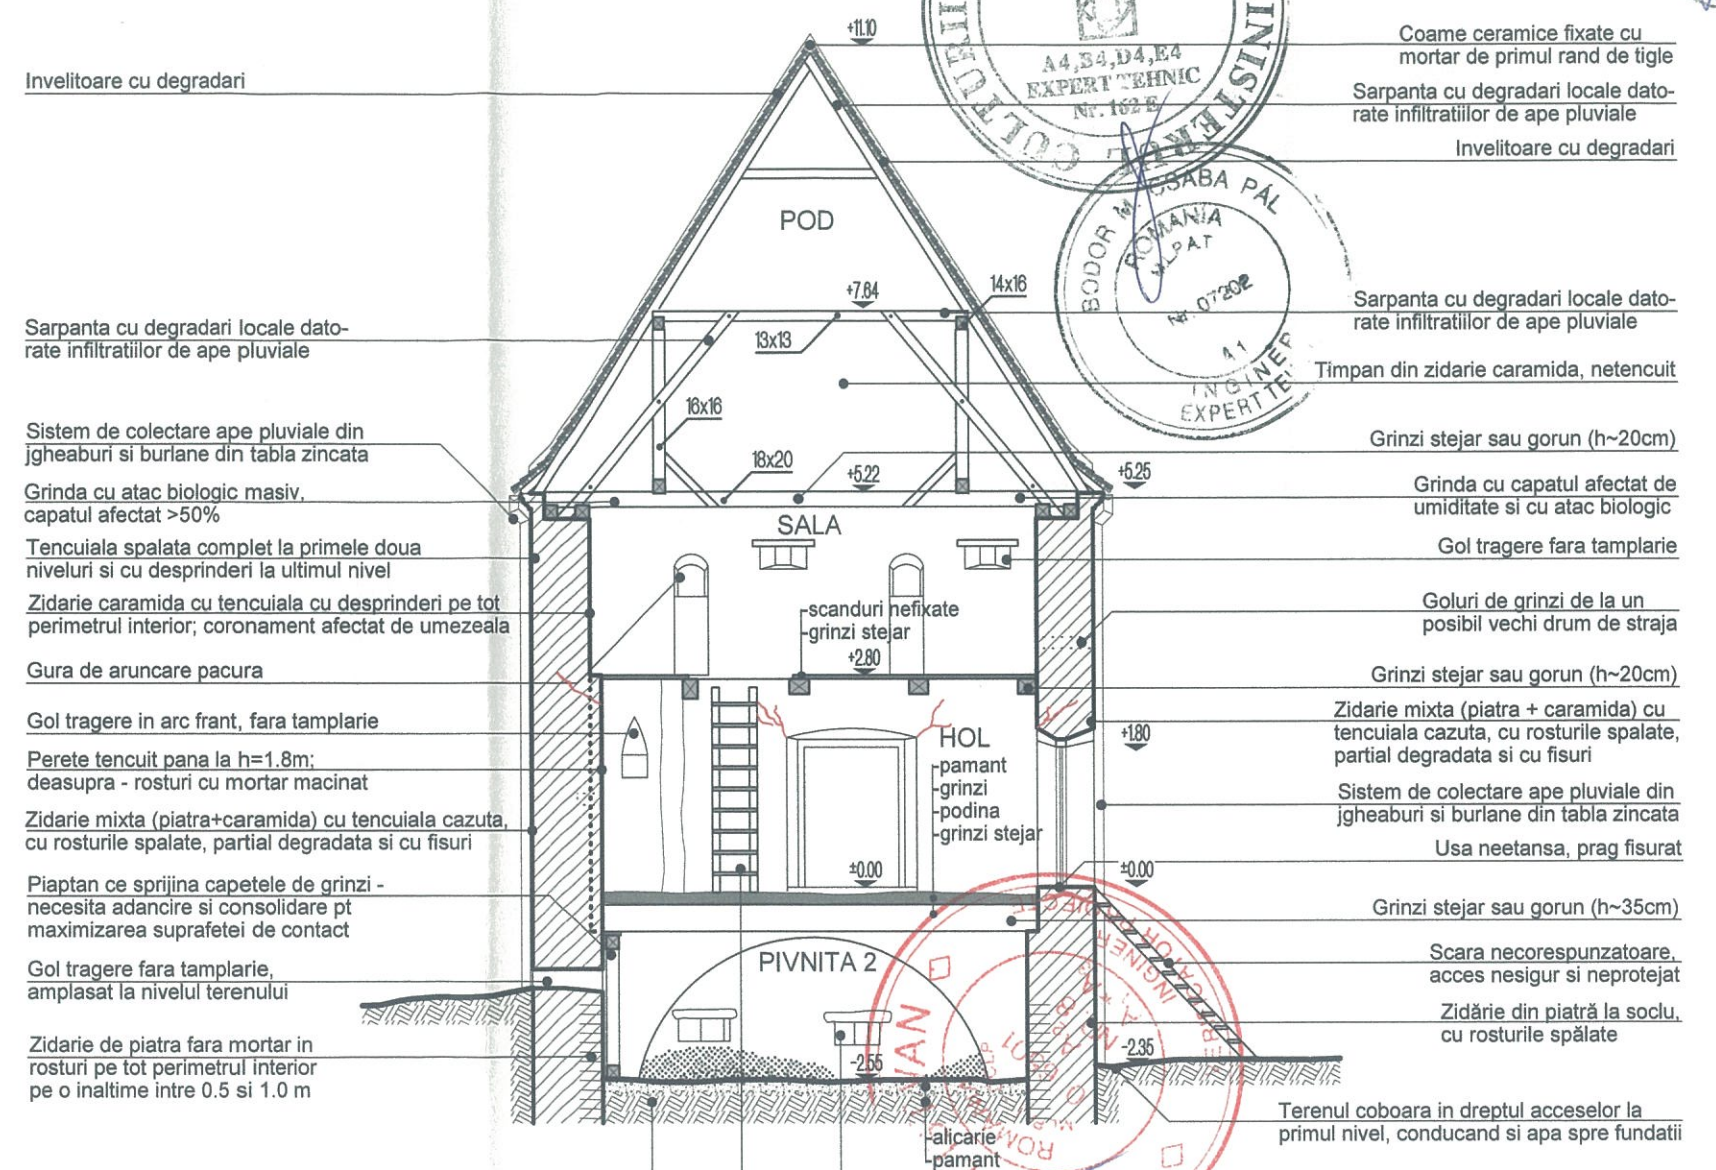 Invelitoare cu degradari
Sarpanta cu degradari locale dato-
rate infiltratiilor de ape pluviale
Sistem de colectare ape pluviale din
jgheaburi si burlane din tabla zincata
Grinda cu atac biologic masiv,
capatul afectat >50%
Tencuiala spalata complet la primele doua
niveluri si cu desprinderi la ultimul nivel
Zidarie caramida cu tencuiala cu desprinderi pe tot
perimetrul interior; coronament afectat de umezeala
Gura de aruncare pacura
Gol tragere in arc frant, fara tamplarie
Perete tencuit pana la h=1.8m;
deasupra - rosturi cu mortar macinat
Zidarie mixta (piatra+caramida) cu tencuiala cazuta,
cu rosturile spalate, partial degradata si cu fisuri
Piaptan ce sprijina capetele de grinzi -
necesita adancire si consolidare pt
maximizarea suprafetei de contact
Gol tragere fara tamplarie,
amplasat la nivelul terenului
Zidarie de piatra fara mortar in
rosturi pe tot perimetrul interior
pe o inaltime intre 0.5 si 1.0 m
+11.10
POD
+7.64
14x16
13x13
16x16
18x20
+5.22
+5.25
SALA
-scanduri nefixate
-grinzi stejar
+2.80
HOL
-pamant
-grinzi
-podina
-grinzi stejar
+1.80
±0.00
±0.00
PIVNITA 2
-2.55
-2.35
-alicarie
-pamant
Coame ceramice fixate cu
mortar de primul rand de tigle
Sarpanta cu degradari locale dato-
rate infiltratiilor de ape pluviale
Invelitoare cu degradari
Sarpanta cu degradari locale dato-
rate infiltratiilor de ape pluviale
Timpan din zidarie caramida, netencuit
Grinzi stejar sau gorun (h~20cm)
Grinda cu capatul afectat de
umiditate si cu atac biologic
Gol tragere fara tamplarie
Goluri de grinzi de la un
posibil vechi drum de straja
Grinzi stejar sau gorun (h~20cm)
Zidarie mixta (piatra + caramida) cu
tencuiala cazuta, cu rosturile spalate,
partial degradata si cu fisuri
Sistem de colectare ape pluviale din
jgheaburi si burlane din tabla zincata
Usa neetansa, prag fisurat
Grinzi stejar sau gorun (h~35cm)
Scara necorespunzatoare,
acces nesigur si neprotejat
Zidărie din piatră la soclu,
cu rosturile spălate
Terenul coboara in dreptul acceselor la
primul nivel, conducand si apa spre fundatii
MINISTERUL CULTURII
A4,B4,D4,E4
EXPERT TEHNIC
Nr. 162 E
BODOR M. CSABA PÁL
ROMANIA
MLPAT
Nr. 07202
A1
INGINER
EXPERT TE